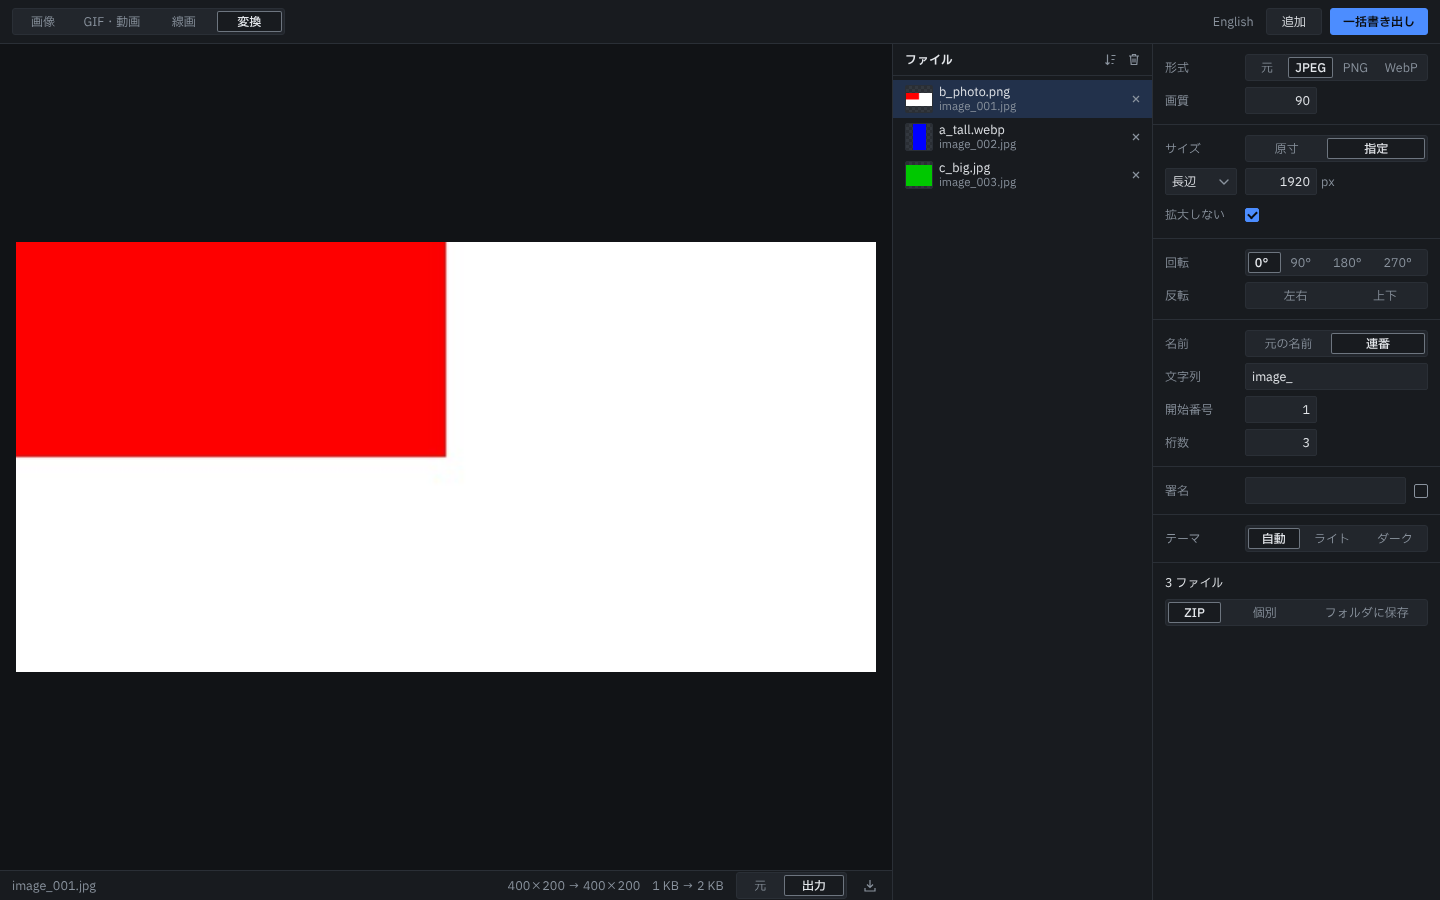 画像 GIF・動画 線画 変換 English 追加 一括書き出し
ファイル
b_photo.png
image_001.jpg
a_tall.webp
image_002.jpg
c_big.jpg
image_003.jpg
形式 元 JPEG PNG WebP
画質 90
サイズ 原寸 指定
長辺 1920 px
拡大しない
回転 0° 90° 180° 270°
反転 左右 上下
名前 元の名前 連番
文字列 image_
開始番号 1
桁数 3
署名
テーマ 自動 ライト ダーク
3 ファイル
ZIP 個別 フォルダに保存
image_001.jpg 400×200 → 400×200 1 KB → 2 KB 元 出力